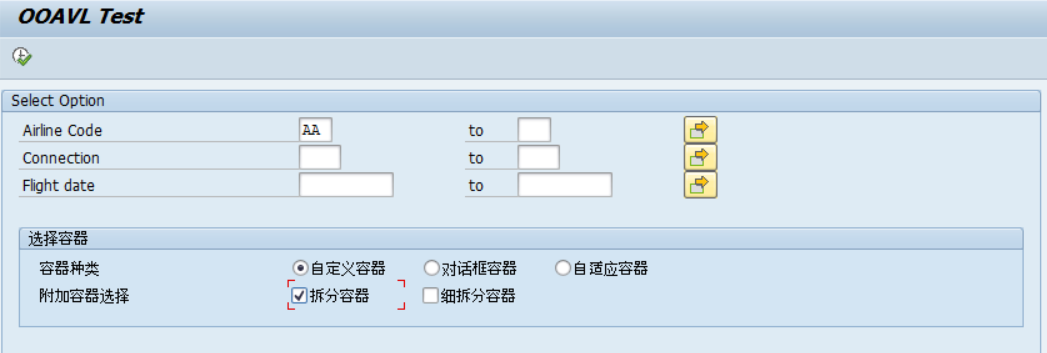 OOAVL Test
Select Option
Airline Code AA to
Connection to
Flight date to
选择容器
容器种类 自定义容器 对话框容器 自适应容器
附加容器选择 拆分容器 细拆分容器